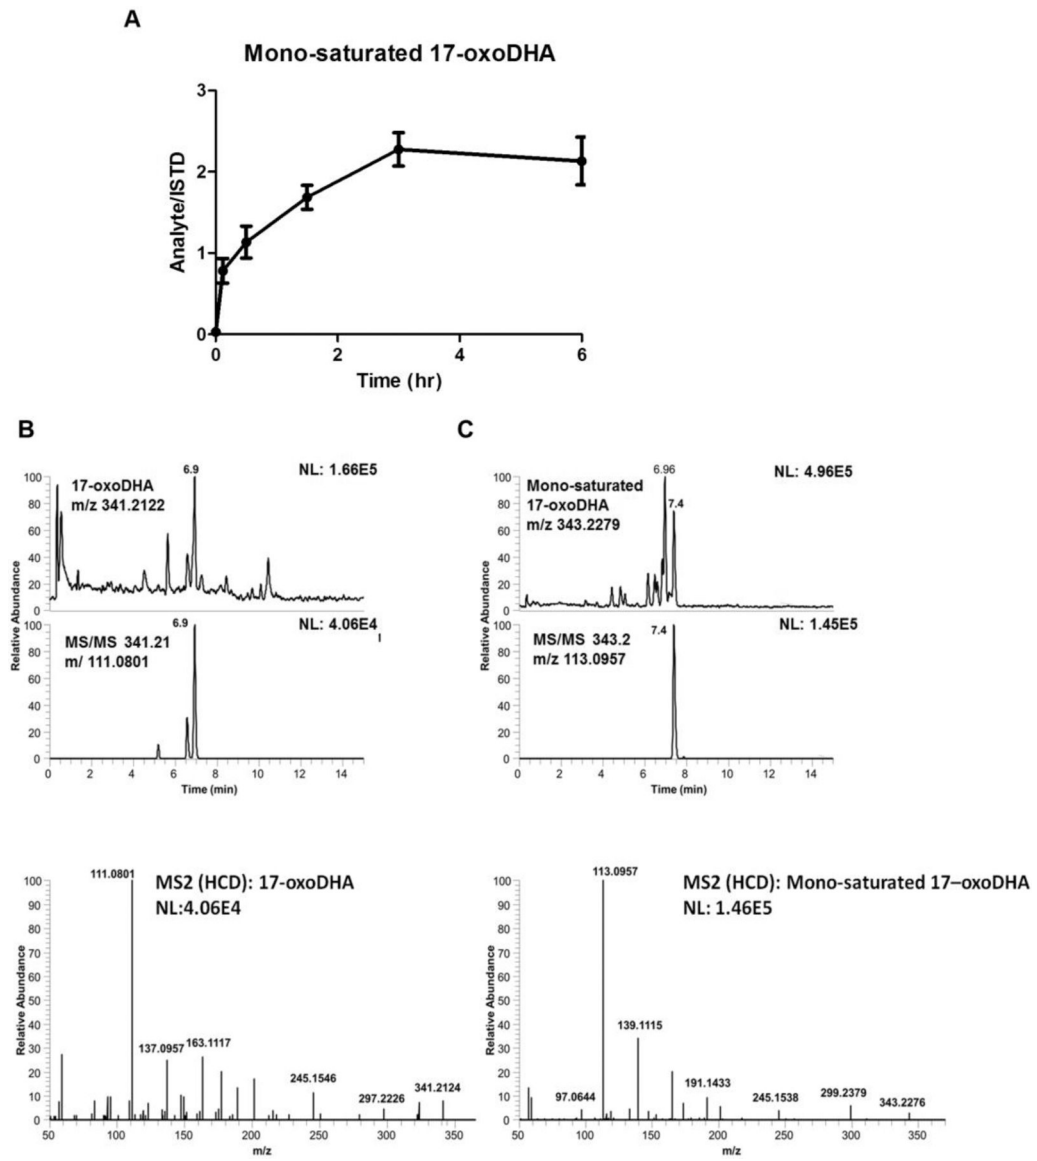 A
Mono-saturated 17-oxoDHA
3
2
1
0
Analyte/ISTD
0 2 4 6
Time (hr)
B
6.9
NL: 1.66E5
17-oxoDHA
m/z 341.2122
100
80
60
40
20
0
6.9
NL: 4.06E4
MS/MS 341.21
m/ 111.0801
100
80
60
40
20
0
Relative Abundance
0 2 4 6 8 10 12 14
Time (min)
C
6.96
7.4
NL: 4.96E5
Mono-saturated
17-oxoDHA
m/z 343.2279
100
80
60
40
20
0
7.4
NL: 1.45E5
MS/MS 343.2
m/z 113.0957
100
80
60
40
20
0
Relative Abundance
0 2 4 6 8 10 12 14
Time (min)
111.0801
MS2 (HCD): 17-oxoDHA
NL:4.06E4
100
90
80
70
60
50
40
30
20
10
0
Relative Abundance
137.0957
163.1117
245.1546
297.2226
341.2124
50 100 150 200 250 300 350
m/z
113.0957
MS2 (HCD): Mono-saturated 17–oxoDHA
NL: 1.46E5
100
90
80
70
60
50
40
30
20
10
0
Relative Abundance
97.0644
139.1115
191.1433
245.1538
299.2379
343.2276
50 100 150 200 250 300 350
m/z